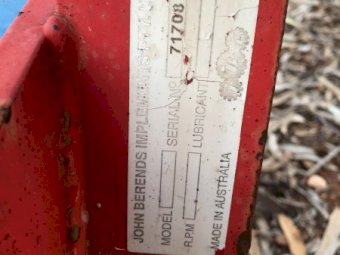 JOHN BERENDS IMPLEMENTS
MODEL SERIAL NO. 71708
R.P.M. LUBRICANT
MADE IN AUSTRALIA